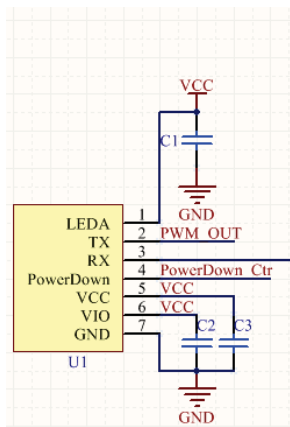 VCC
C1
GND
LEDA 1
TX 2 PWM_OUT
RX 3
PowerDown 4 PowerDown_Ctr
VCC 5 VCC
VIO 6 VCC
GND 7
C2 C3
U1
GND